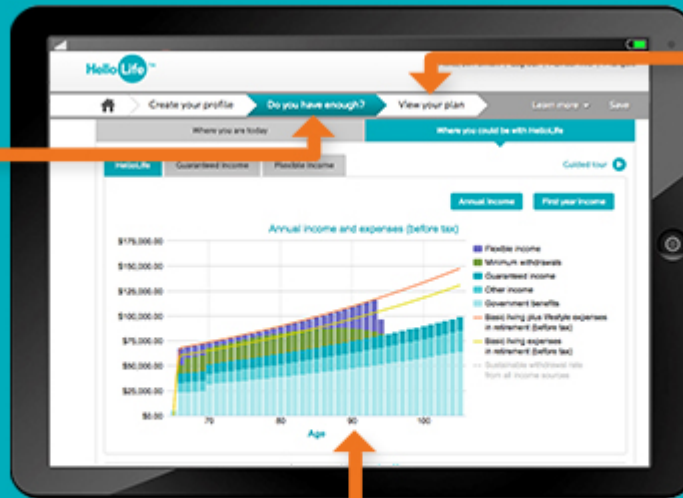 Hello Life™
Create your profile
Do you have enough?
View your plan
Learn more
Save
Where you are today
Where you could be with HelloLife
HelloLife
Guaranteed income
Flexible income
Guided tour
Annual income
First year income
Annual income and expenses (before tax)
$175,000.00
$150,000.00
$125,000.00
$100,000.00
$75,000.00
$50,000.00
$25,000.00
$0.00
70
80
90
100
Age
Flexible income
Minimum withdrawals
Guaranteed income
Other income
Government benefits
Basic living plus lifestyle expenses
in retirement (before tax)
Basic living expenses
in retirement (before tax)
Sustainable withdrawal rate
from all income sources